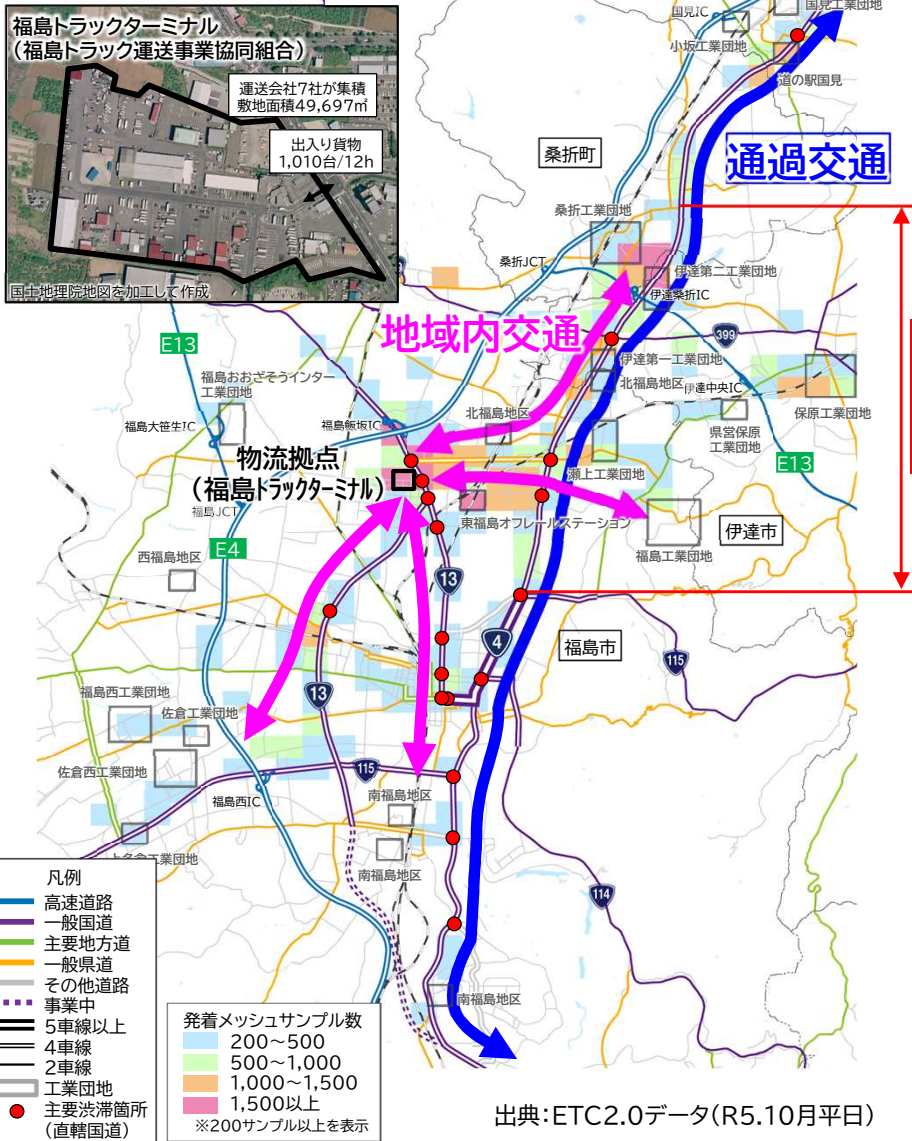 福島トラックターミナル
(福島トラック運送事業協同組合)
運送会社7社が集積
敷地面積49,697㎡
出入り貨物
1,010台/12h
国土地理院地図を加工して作成
国見IC
国見工業団地
小坂工業団地
道の駅国見
桑折町
通過交通
桑折工業団地
桑折JCT
伊達第二工業団地
伊達桑折IC
地域内交通
E13
399
福島おおざそうインター
工業団地
伊達第一工業団地
北福島地区
伊達中央IC
北福島地区
保原工業団地
福島大笹生IC
福島飯坂IC
県営保原
工業団地
物流拠点
(福島トラックターミナル)
瀬上工業団地
E13
福島JCT
東福島オフレールステーション
E4
西福島地区
福島工業団地
伊達市
13
4
福島市
115
13
福島西工業団地
佐倉工業団地
佐倉西工業団地
115
福島西IC
南福島地区
南福島地区
工業団地
114
南福島地区
凡例
高速道路
一般国道
主要地方道
一般県道
その他道路
事業中
5車線以上
4車線
2車線
工業団地
主要渋滞箇所
(直轄国道)
発着メッシュサンプル数
200～500
500～1,000
1,000～1,500
1,500以上
※200サンプル以上を表示
出典:ETC2.0データ(R5.10月平日)